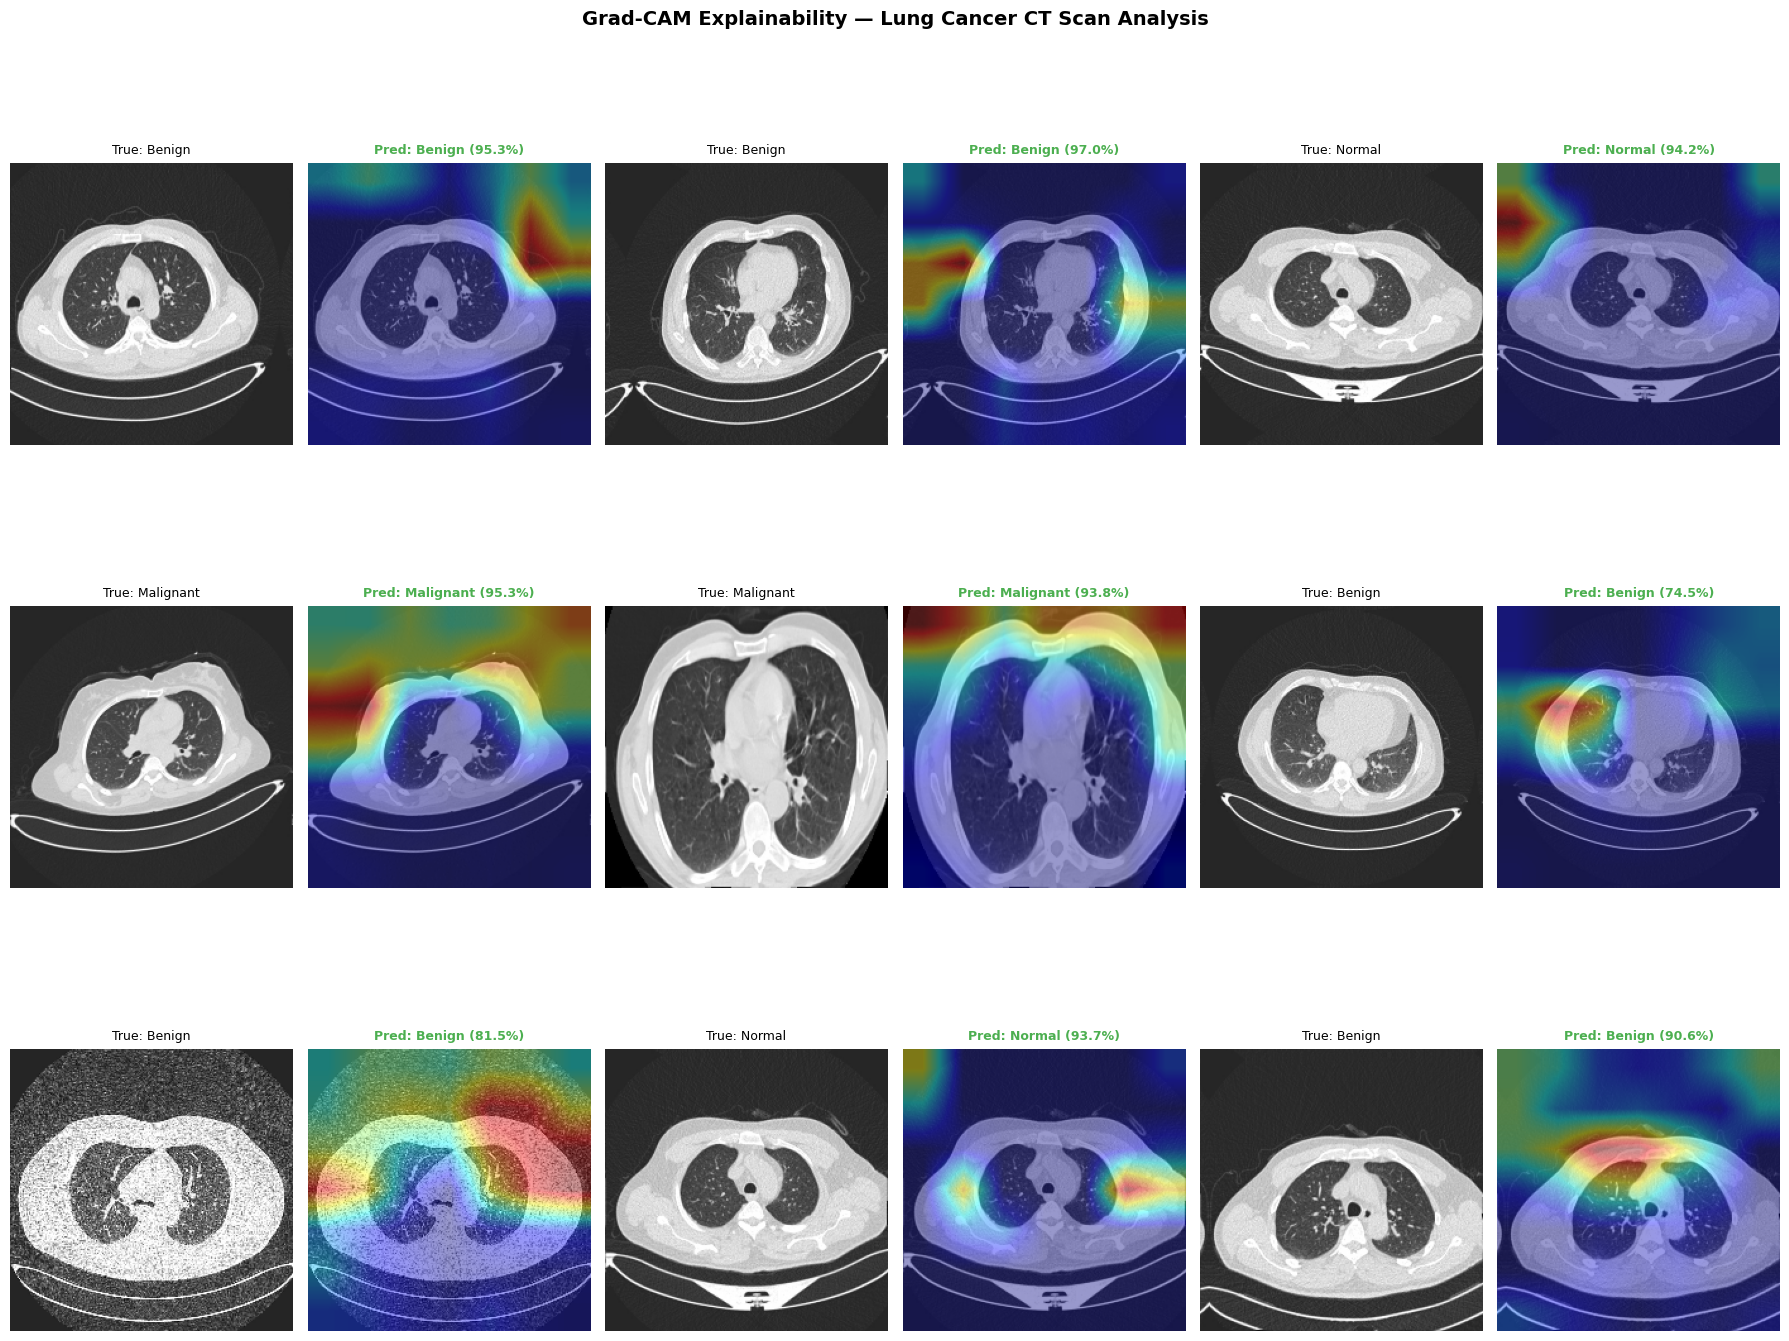 Grad-CAM Explainability — Lung Cancer CT Scan Analysis
True: Benign
Pred: Benign (95.3%)
True: Benign
Pred: Benign (97.0%)
True: Normal
Pred: Normal (94.2%)
True: Malignant
Pred: Malignant (95.3%)
True: Malignant
Pred: Malignant (93.8%)
True: Benign
Pred: Benign (74.5%)
True: Benign
Pred: Benign (81.5%)
True: Normal
Pred: Normal (93.7%)
True: Benign
Pred: Benign (90.6%)